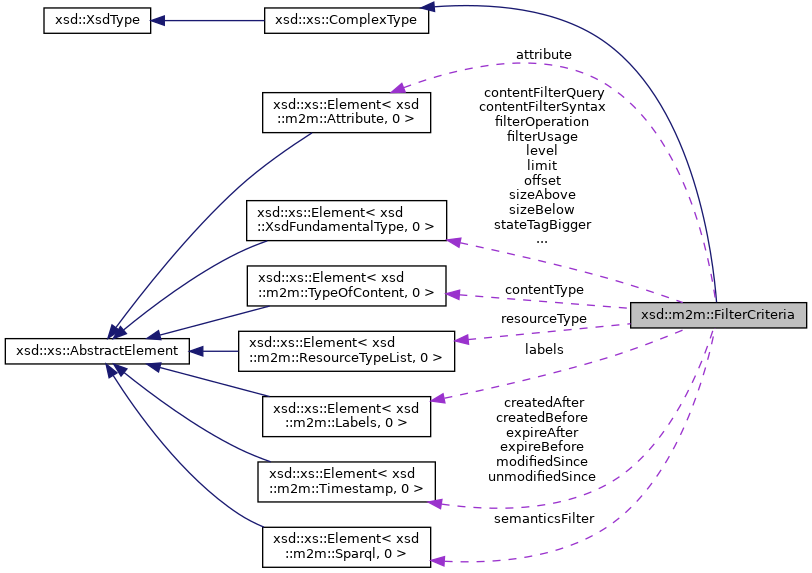 xsd::XsdType
xsd::xs::ComplexType
attribute
xsd::xs::Element< xsd
::m2m::Attribute, 0 >
contentFilterQuery
contentFilterSyntax
filterOperation
filterUsage
level
limit
offset
sizeAbove
sizeBelow
stateTagBigger
...
xsd::xs::Element< xsd
::XsdFundamentalType, 0 >
xsd::xs::Element< xsd
::m2m::TypeOfContent, 0 >
contentType
xsd::m2m::FilterCriteria
resourceType
xsd::xs::AbstractElement
xsd::xs::Element< xsd
::m2m::ResourceTypeList, 0 >
labels
xsd::xs::Element< xsd
::m2m::Labels, 0 >
createdAfter
createdBefore
expireAfter
expireBefore
modifiedSince
unmodifiedSince
xsd::xs::Element< xsd
::m2m::Timestamp, 0 >
semanticsFilter
xsd::xs::Element< xsd
::m2m::Sparql, 0 >